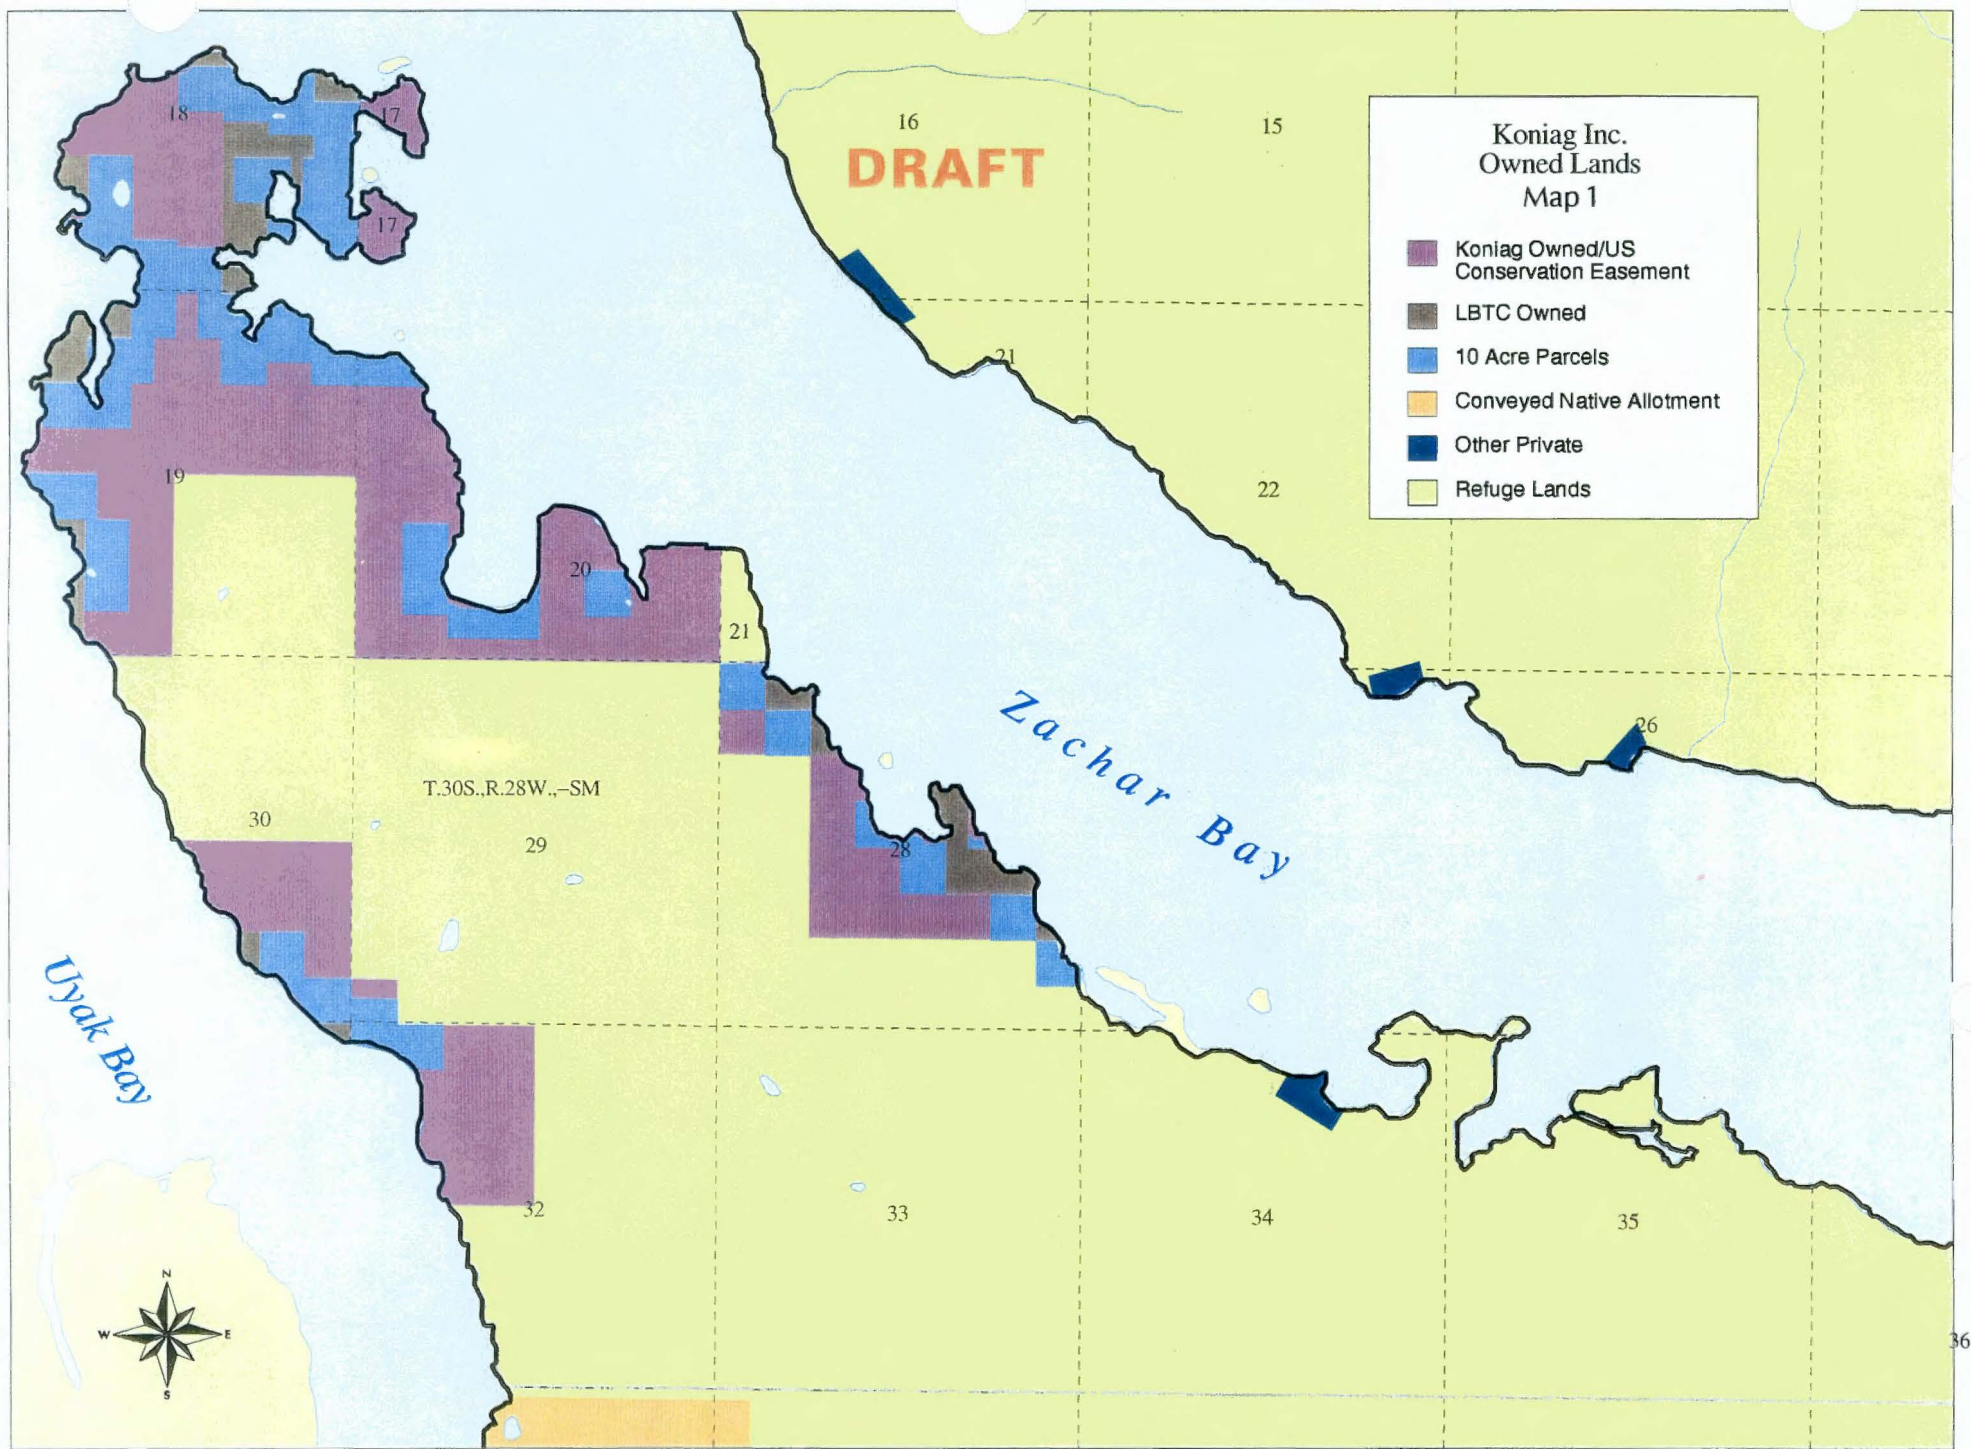 18
17
17
16
DRAFT
15
Koniag Inc.
Owned Lands
Map 1
Koniag Owned/US
Conservation Easement
LBTC Owned
10 Acre Parcels
Conveyed Native Allotment
Other Private
Refuge Lands
21
22
19
20
21
26
Zachar Bay
T.30S.,R.28W.,–SM
30
29
28
Uyak Bay
32
33
34
35
36
N
W
E
S